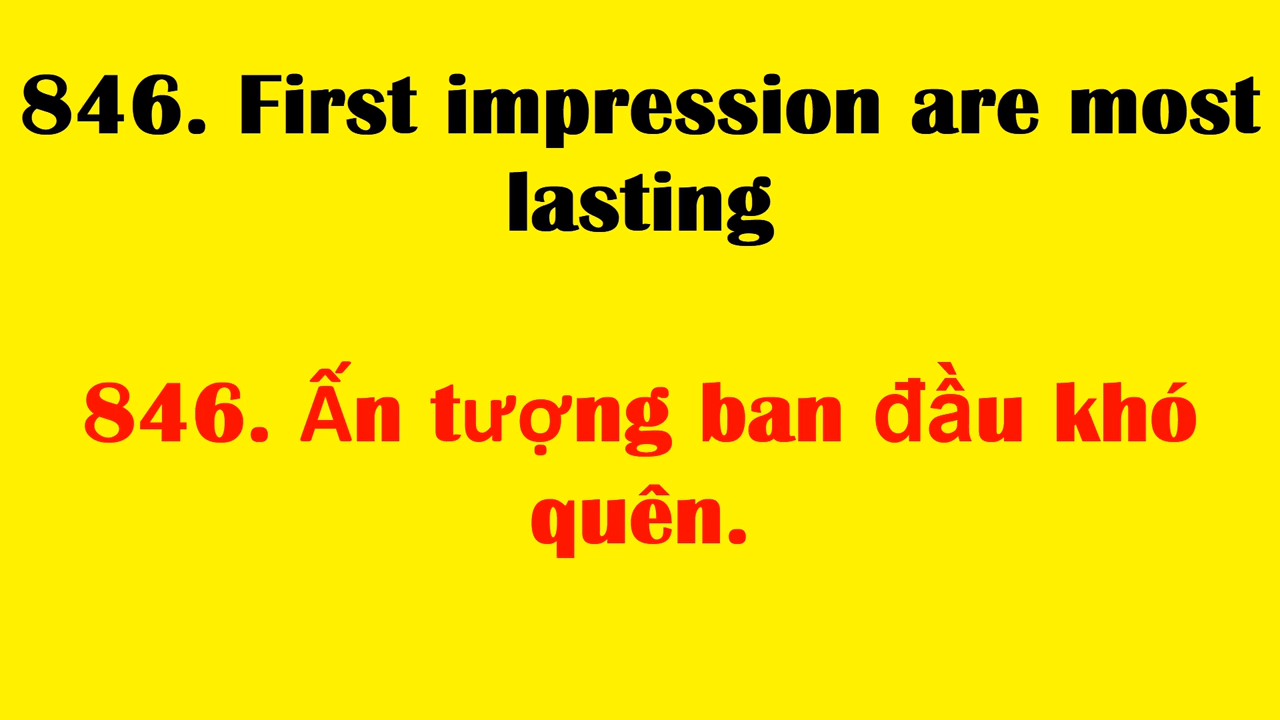 846. First impression are most
lasting
846. Ấn tượng ban đầu khó
quên.